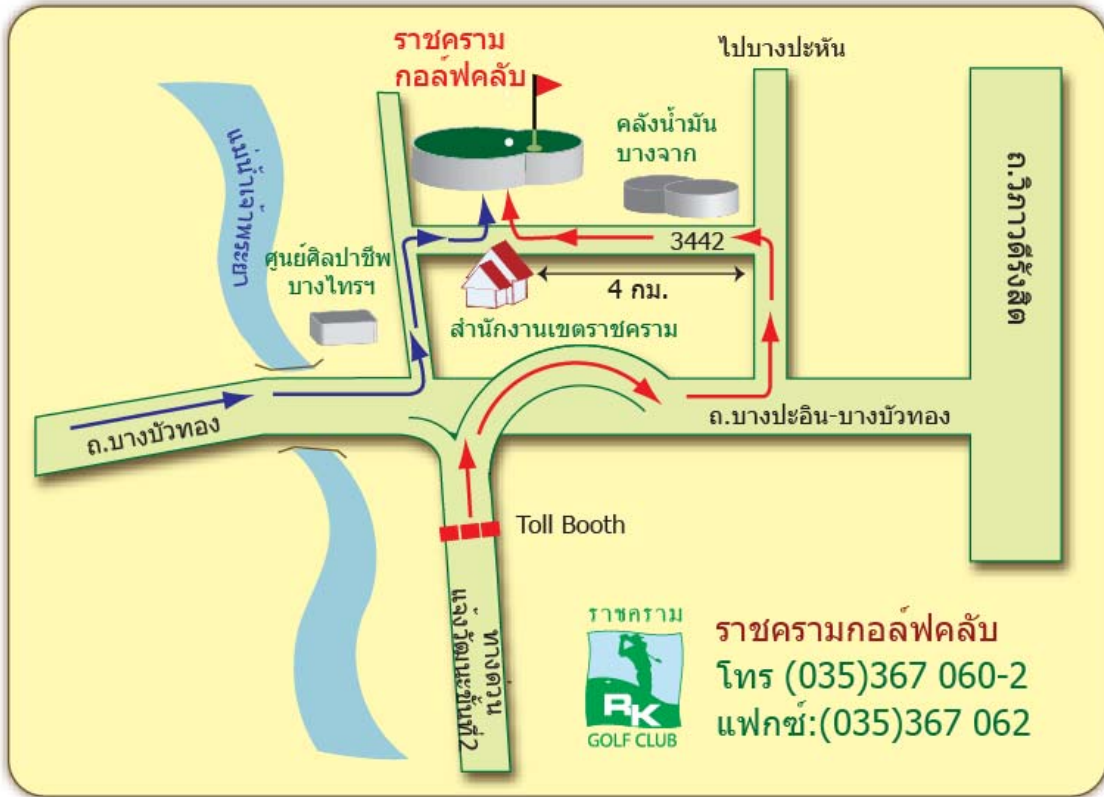 ราชคราม
กอล์ฟคลับ
ไปบางปะหัน
คลังน้ำมัน
บางจาก
แม่น้ำเจ้าพระยา
ถ.วิภาวดีรังสิต
3442
ศูนย์ศิลปาชีพ
บางไทรฯ
4 กม.
สำนักงานเขตราชคราม
ถ.บางบัวทอง
ถ.บางปะอิน-บางบัวทอง
Toll Booth
ทางด่วน
แจ้งวัฒนะขั้นที่2
ราชคราม
RK
GOLF CLUB
ราชครามกอล์ฟคลับ
โทร (035)367 060-2
แฟกซ์:(035)367 062